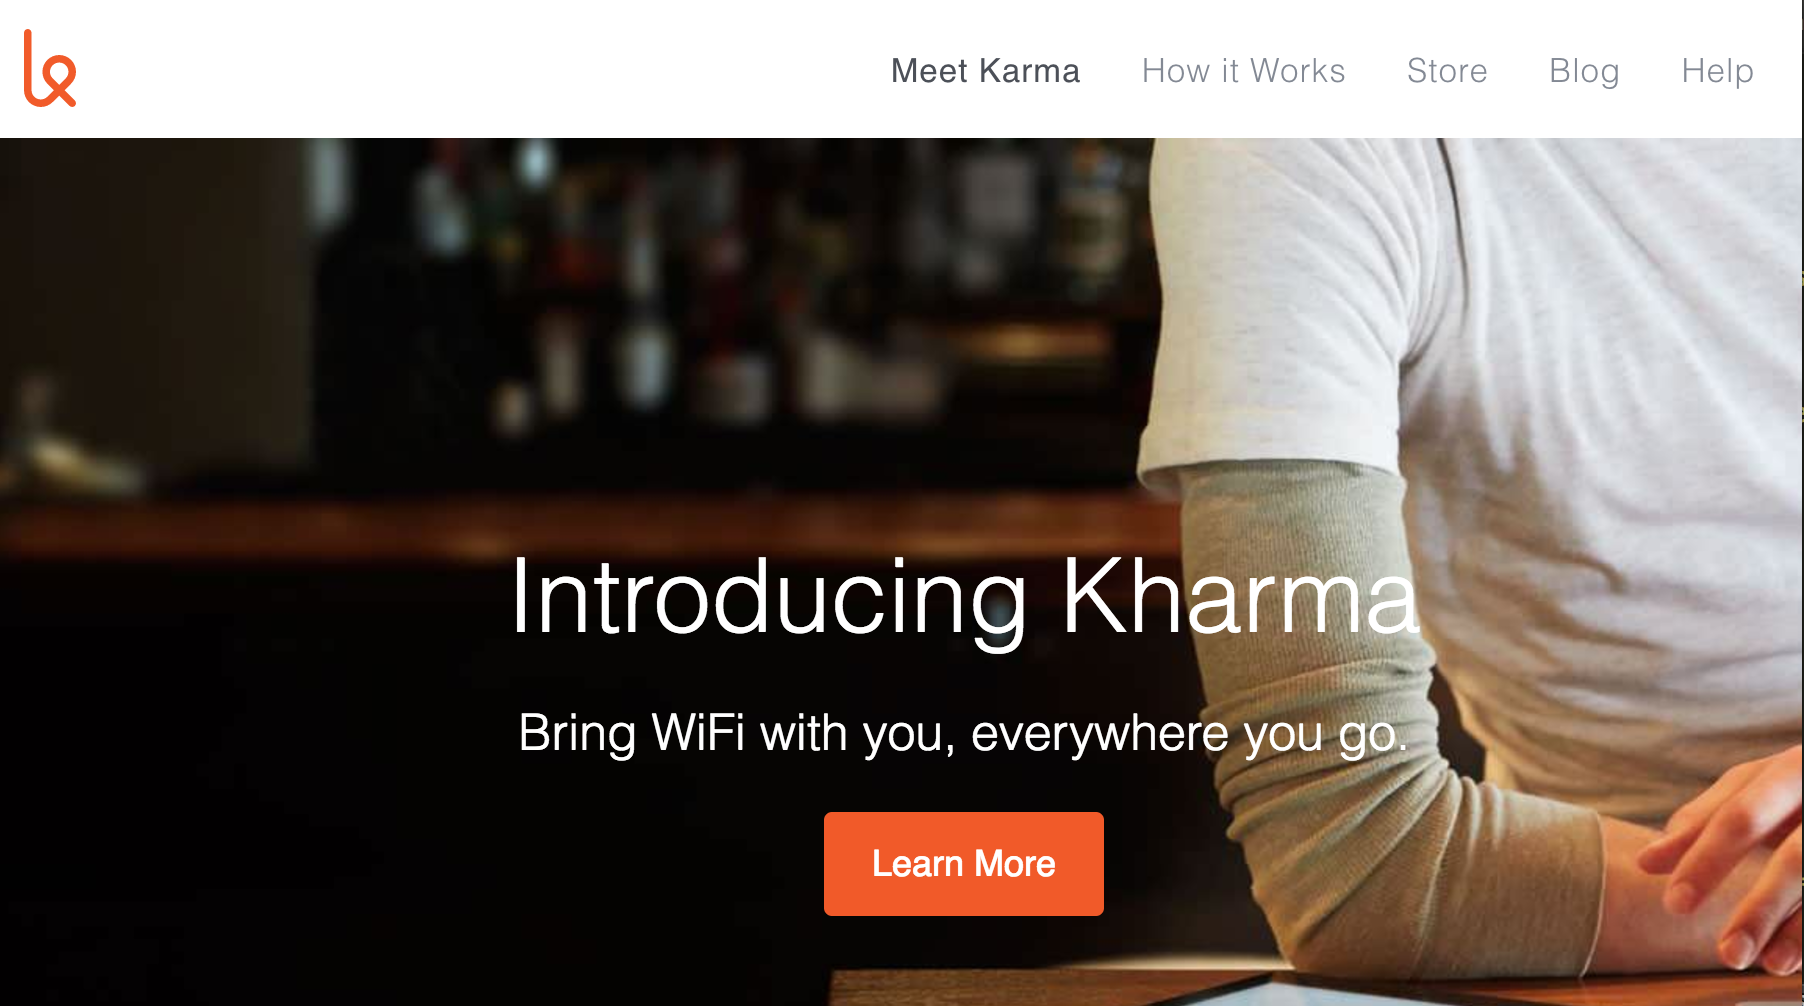 Meet Karma How it Works Store Blog Help
Introducing Kharma
Bring WiFi with you, everywhere you go.
Learn More